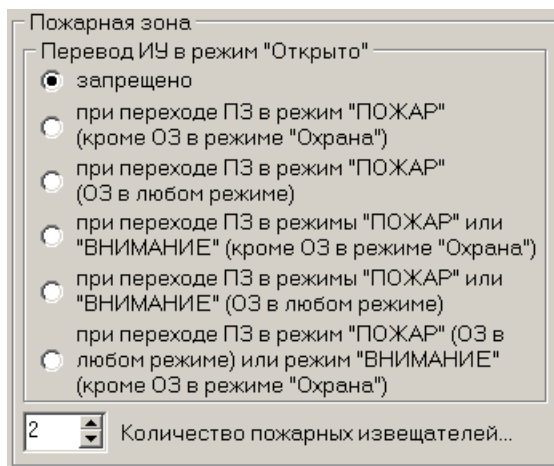 Пожарная зона
Перевод ИУ в режим "Открыто"
запрещено
при переходе ПЗ в режим "ПОЖАР"
(кроме ОЗ в режиме "Охрана")
при переходе ПЗ в режим "ПОЖАР"
(ОЗ в любом режиме)
при переходе ПЗ в режимы "ПОЖАР" или
"ВНИМАНИЕ" (кроме ОЗ в режиме "Охрана")
при переходе ПЗ в режимы "ПОЖАР" или
"ВНИМАНИЕ" (ОЗ в любом режиме)
при переходе ПЗ в режим "ПОЖАР" (ОЗ в
любом режиме) или режим "ВНИМАНИЕ"
(кроме ОЗ в режиме "Охрана")
2 Количество пожарных извещателей...